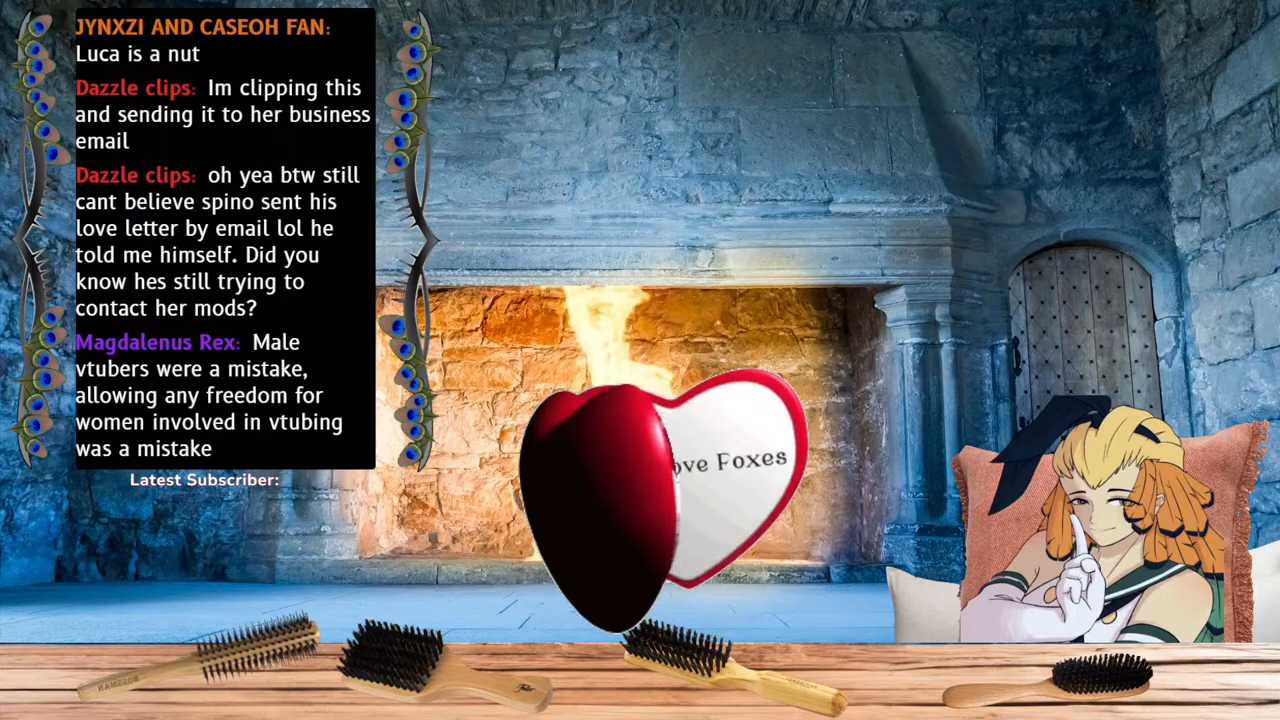 JYNXZI AND CASEOH FAN:
Luca is a nut
Dazzle clips: Im clipping this
and sending it to her business
email
Dazzle clips: oh yea btw still
cant believe spino sent his
love letter by email lol he
told me himself. Did you
know hes still trying to
contact her mods?
Magdalenus Rex: Male
vtubers were a mistake,
allowing any freedom for
women involved in vtubing
was a mistake
Latest Subscriber:
Foxes